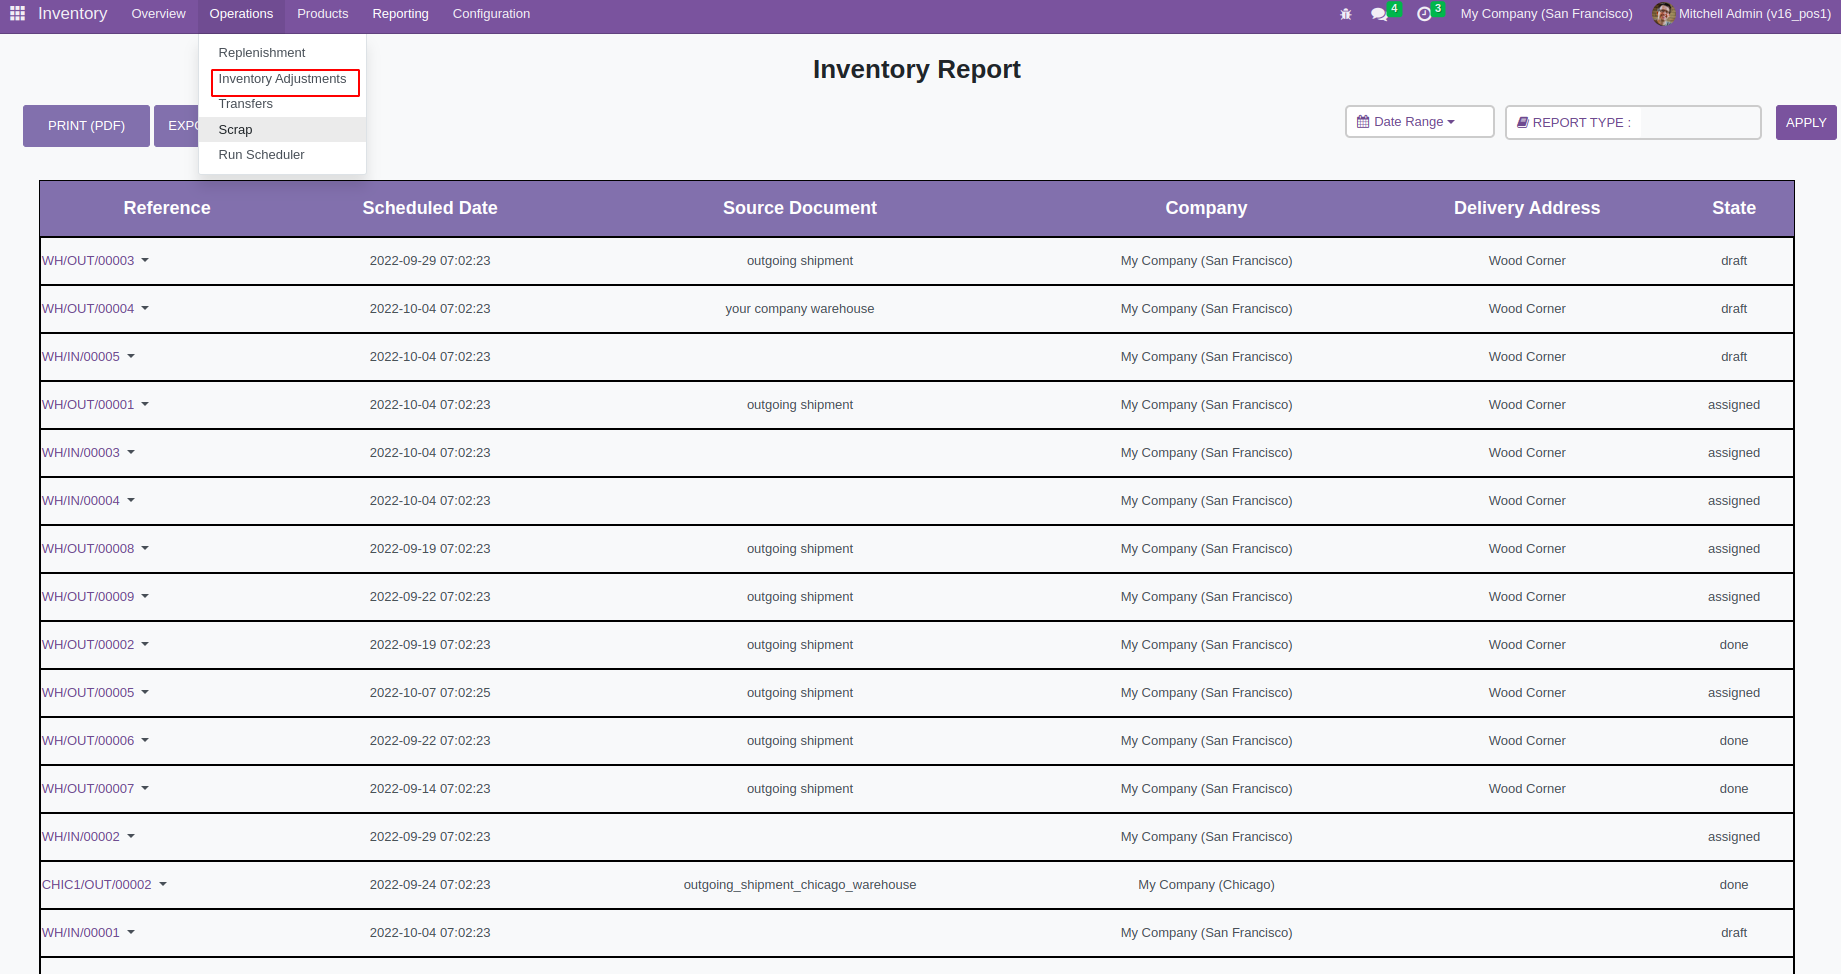 Inventory Overview Operations Products Reporting Configuration 4 3 My Company (San Francisco) Mitchell Admin (v16_pos1)
Replenishment
Inventory Adjustments
Transfers
Scrap
Run Scheduler
Inventory Report
PRINT (PDF) Date Range REPORT TYPE : APPLY
Reference Scheduled Date Source Document Company Delivery Address State
WH/OUT/00003 2022-09-29 07:02:23 outgoing shipment My Company (San Francisco) Wood Corner draft
WH/OUT/00004 2022-10-04 07:02:23 your company warehouse My Company (San Francisco) Wood Corner draft
WH/IN/00005 2022-10-04 07:02:23 My Company (San Francisco) Wood Corner draft
WH/OUT/00001 2022-10-04 07:02:23 outgoing shipment My Company (San Francisco) Wood Corner assigned
WH/IN/00003 2022-10-04 07:02:23 My Company (San Francisco) Wood Corner assigned
WH/IN/00004 2022-10-04 07:02:23 My Company (San Francisco) Wood Corner assigned
WH/OUT/00008 2022-09-19 07:02:23 outgoing shipment My Company (San Francisco) Wood Corner assigned
WH/OUT/00009 2022-09-22 07:02:23 outgoing shipment My Company (San Francisco) Wood Corner assigned
WH/OUT/00002 2022-09-19 07:02:23 outgoing shipment My Company (San Francisco) Wood Corner done
WH/OUT/00005 2022-10-07 07:02:25 outgoing shipment My Company (San Francisco) Wood Corner assigned
WH/OUT/00006 2022-09-22 07:02:23 outgoing shipment My Company (San Francisco) Wood Corner done
WH/OUT/00007 2022-09-14 07:02:23 outgoing shipment My Company (San Francisco) Wood Corner done
WH/IN/00002 2022-09-29 07:02:23 My Company (San Francisco) assigned
CHIC1/OUT/00002 2022-09-24 07:02:23 outgoing_shipment_chicago_warehouse My Company (Chicago) done
WH/IN/00001 2022-10-04 07:02:23 My Company (San Francisco) draft